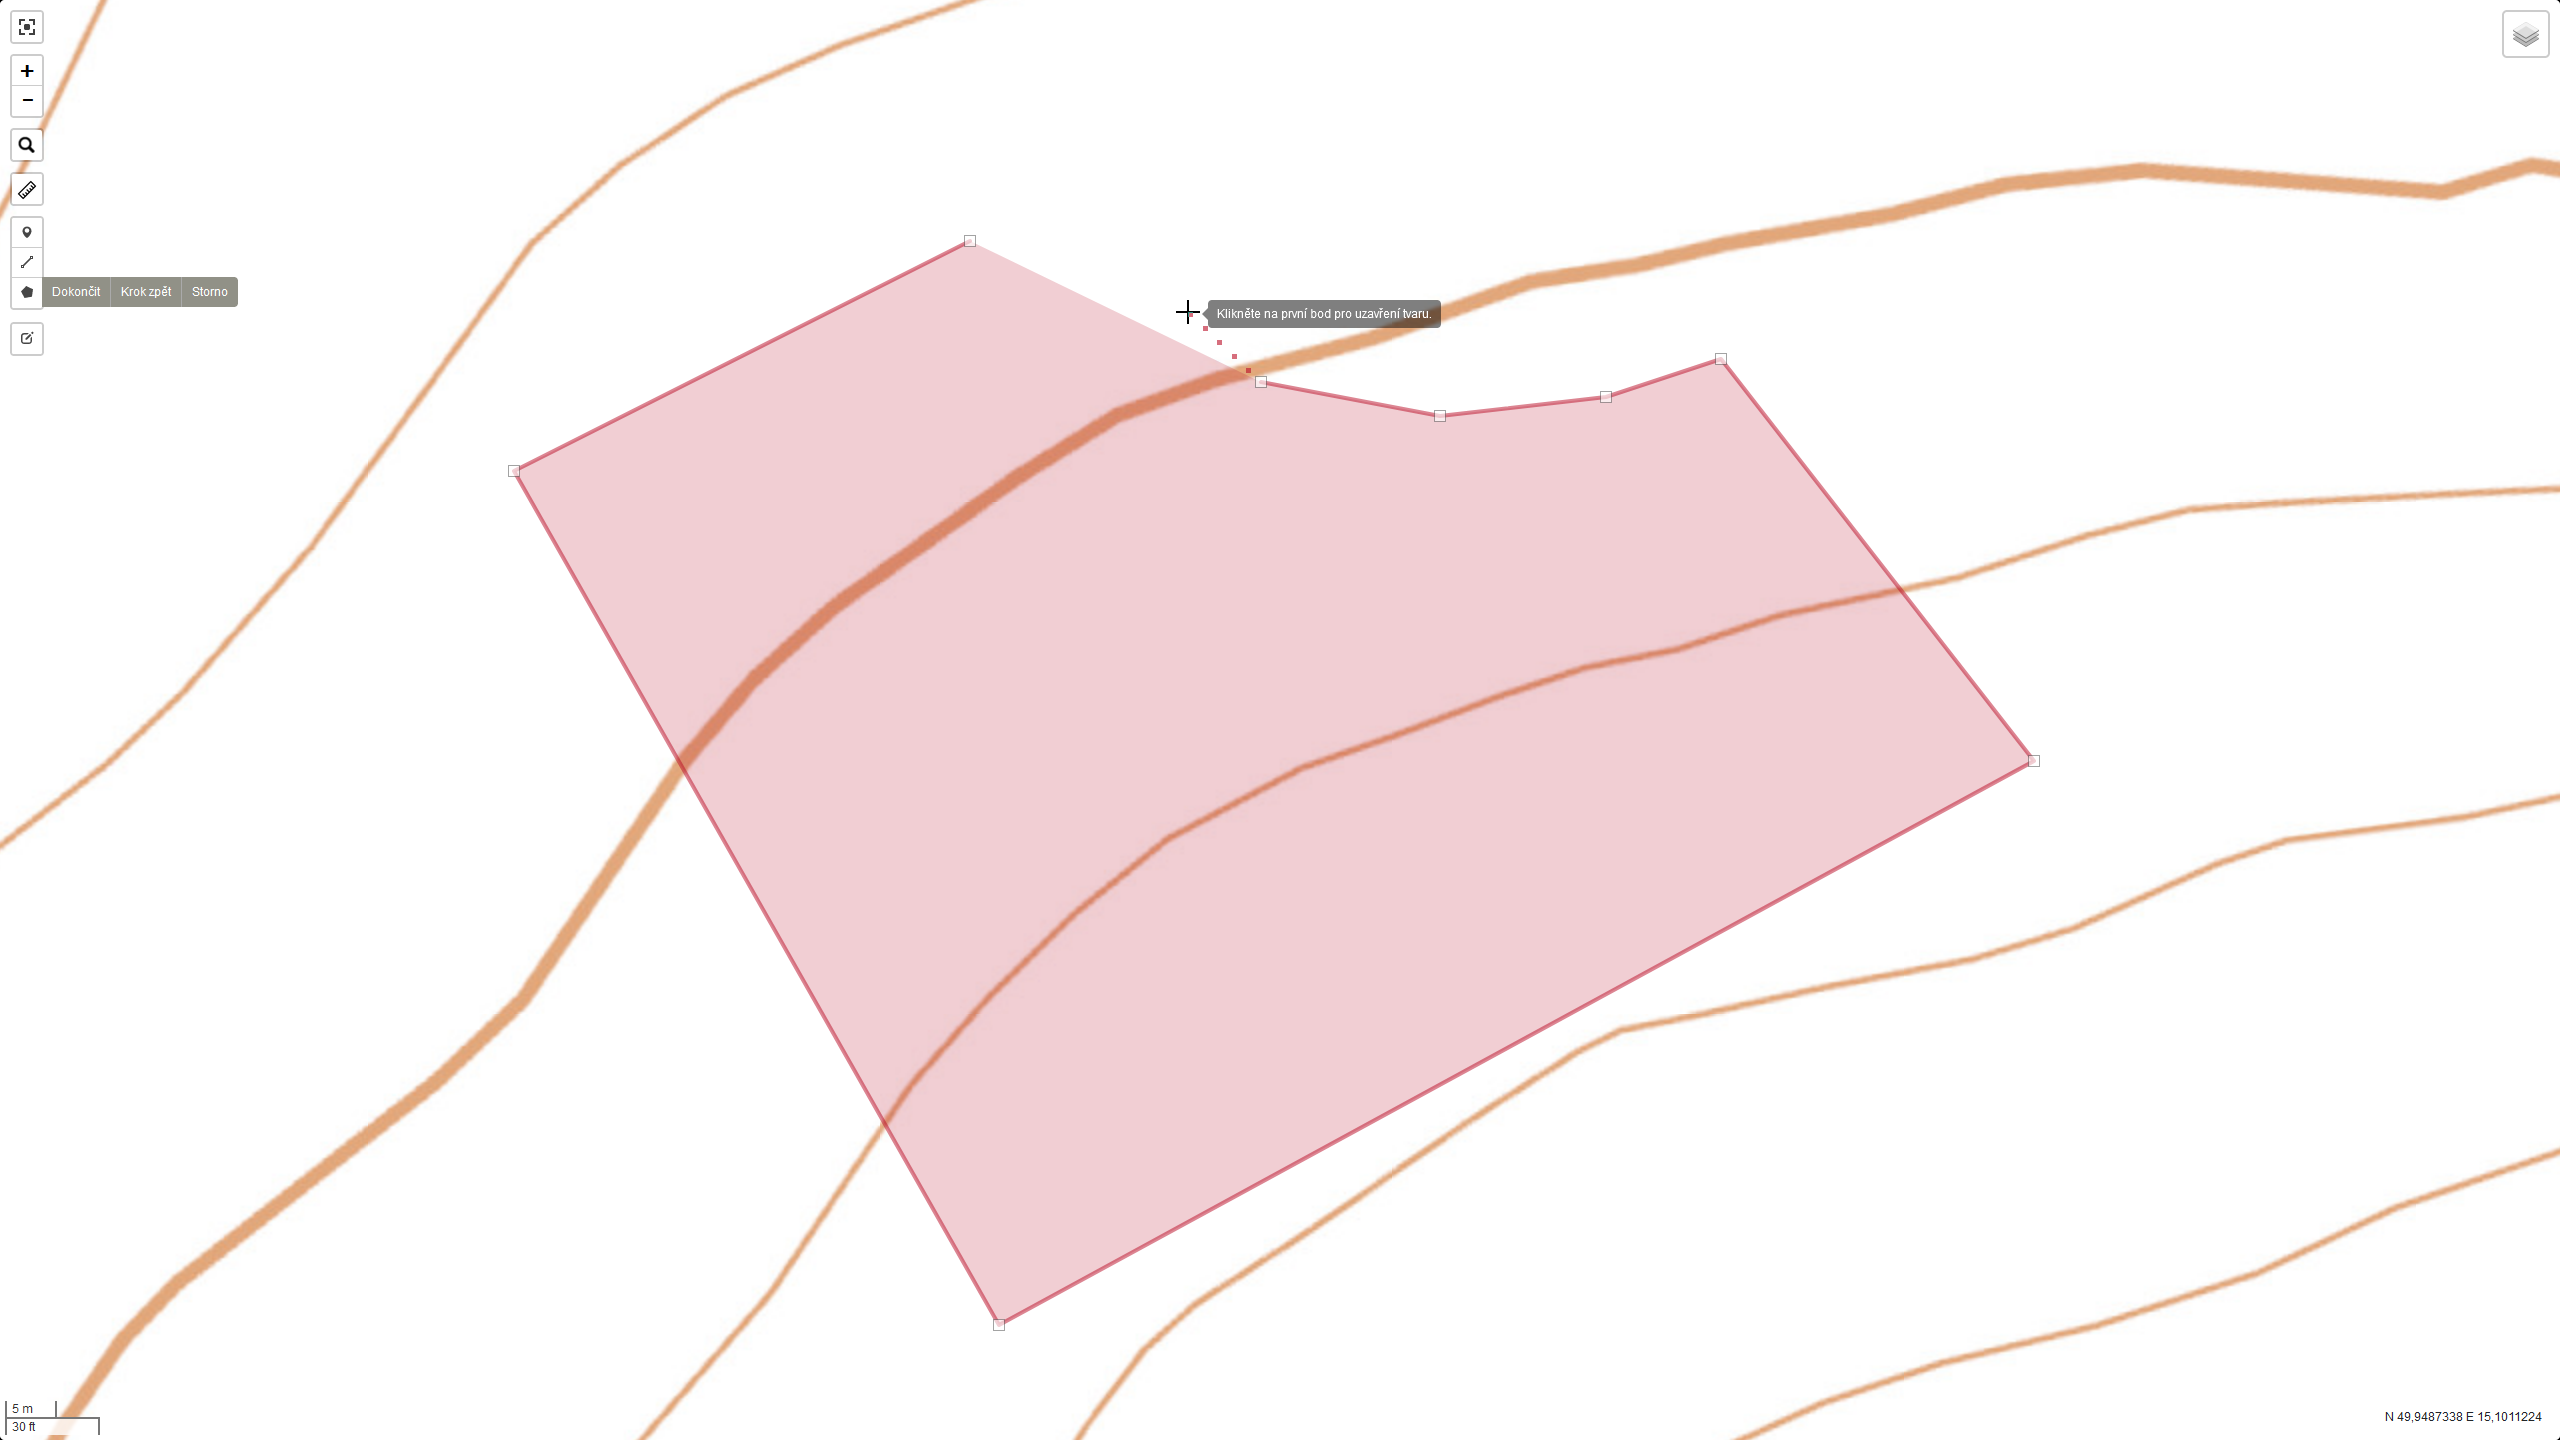 +
−
Dokončit Krok zpět Storno
Klikněte na první bod pro uzavření tvaru.
5 m
30 ft
N 49,9487338 E 15,1011224